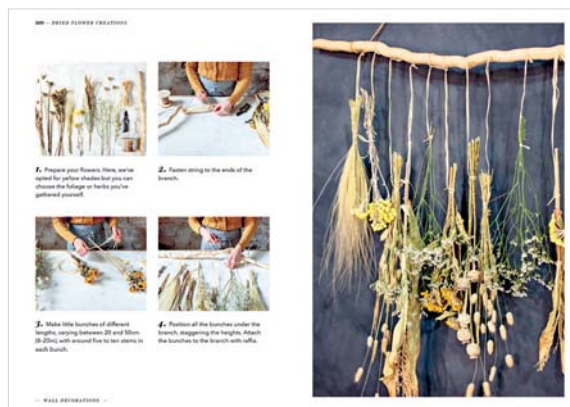 DRIED FLOWER CREATIONS
1. Prepare your flowers. Here, we've
opted for yellow shades but you can
choose the foliage or herbs you've
gathered yourself.
2. Fasten string to the ends of the
branch.
3. Make little bunches of different
lengths, varying between 20 and 50cm
(8–20in), with around five to ten stems in
each bunch.
4. Position all the bunches under the
branch, staggering the heights. Attach
the bunches to the branch with raffia.
— WALL DECORATIONS —